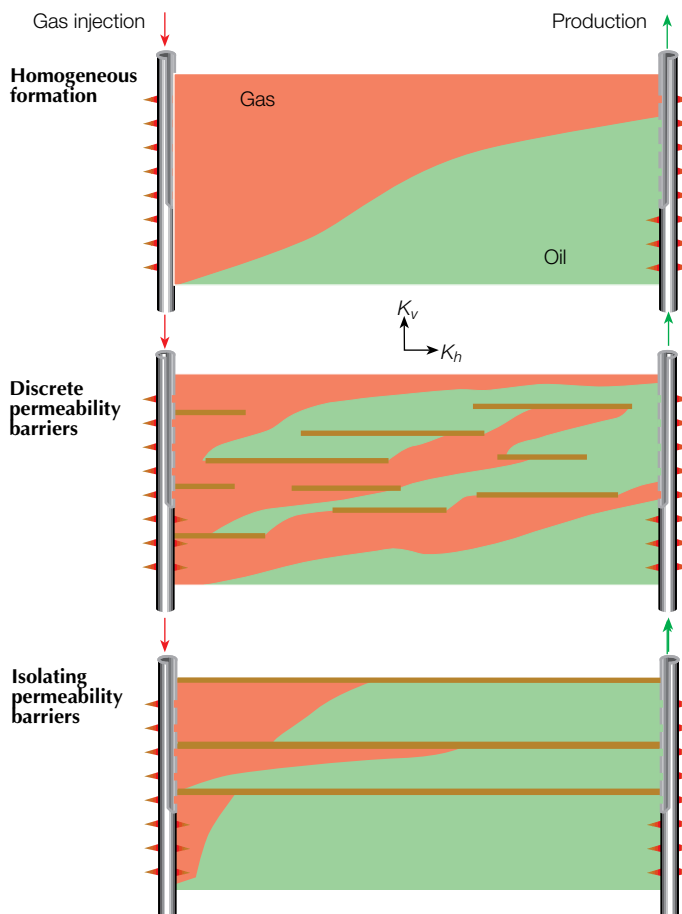 Gas injection
Production
Homogeneous
formation
Gas
Oil
Kv
Kh
Discrete
permeability
barriers
Isolating
permeability
barriers